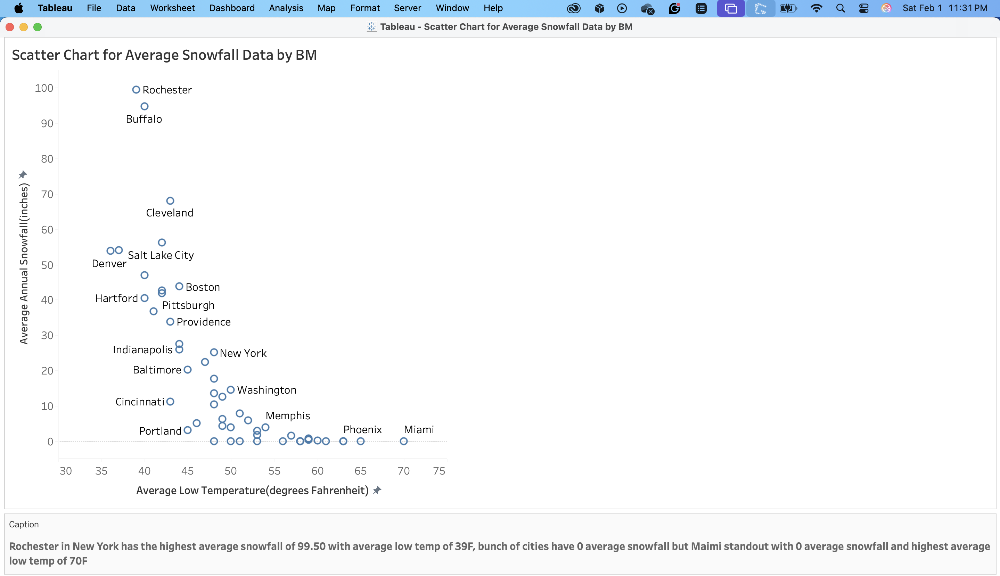 Tableau File Data Worksheet Dashboard Analysis Map Format Server Window Help Sat Feb 1 11:31 PM
Tableau - Scatter Chart for Average Snowfall Data by BM
Scatter Chart for Average Snowfall Data by BM
100
Rochester
Buffalo
90
80
70
Cleveland
60
Salt Lake City
Denver
50
Boston
Hartford
40
Pittsburgh
Providence
30
Indianapolis
New York
Baltimore
20
Washington
Cincinnati
10
Memphis
Portland
Phoenix
Miami
0
Average Annual Snowfall(inches)
30 35 40 45 50 55 60 65 70 75
Average Low Temperature(degrees Fahrenheit)
Caption
Rochester in New York has the highest average snowfall of 99.50 with average low temp of 39F, bunch of cities have 0 average snowfall but Maimi standout with 0 average snowfall and highest average
low temp of 70F